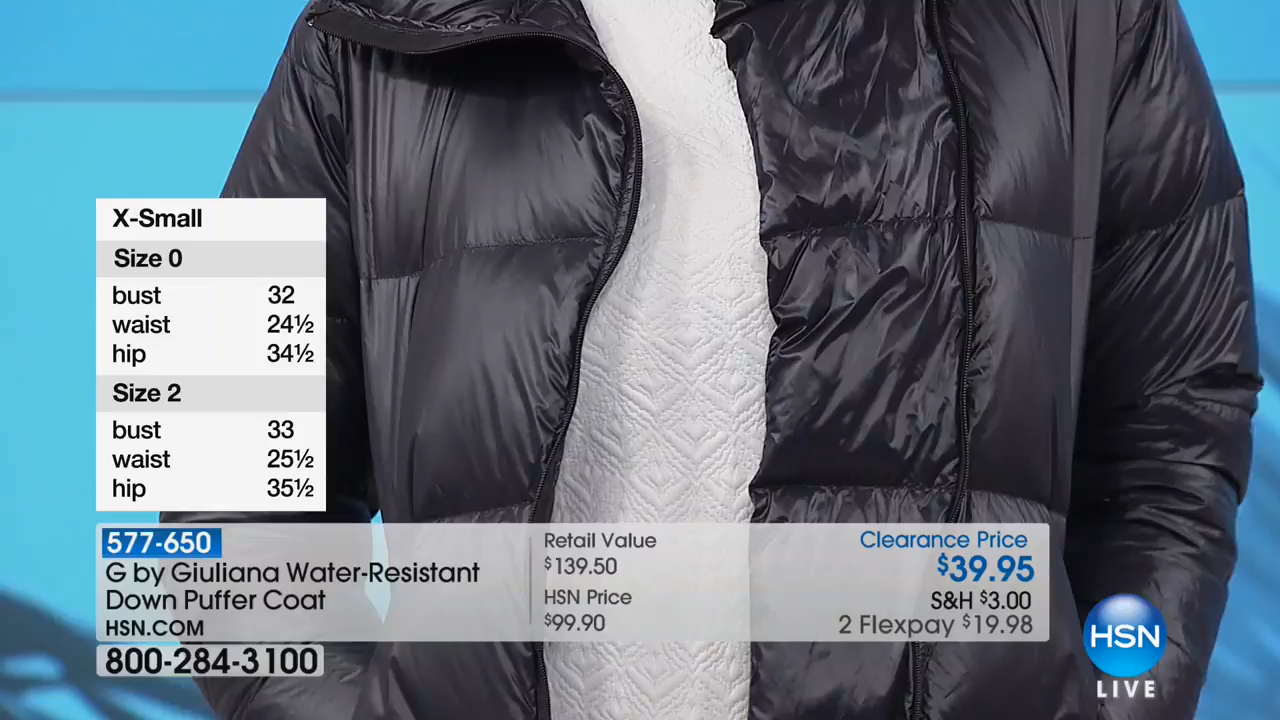 X-Small
Size 0
bust 32
waist 24½
hip 34½
Size 2
bust 33
waist 25½
hip 35½
577-650
G by Giuliana Water-Resistant
Down Puffer Coat
HSN.COM
800-284-3100
Retail Value
$139.50
HSN Price
$99.90
Clearance Price
$39.95
S&H $3.00
2 Flexpay $19.98
HSN
LIVE